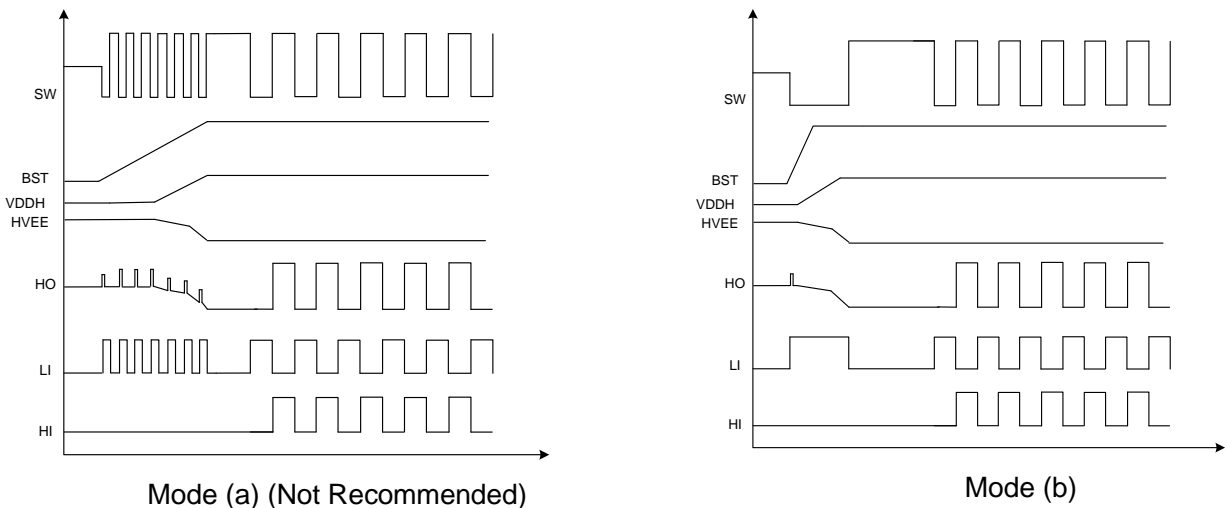 SW
BST
VDDH
HVEE
HO
LI
HI
Mode (a) (Not Recommended)
SW
BST
VDDH
HVEE
HO
LI
HI
Mode (b)